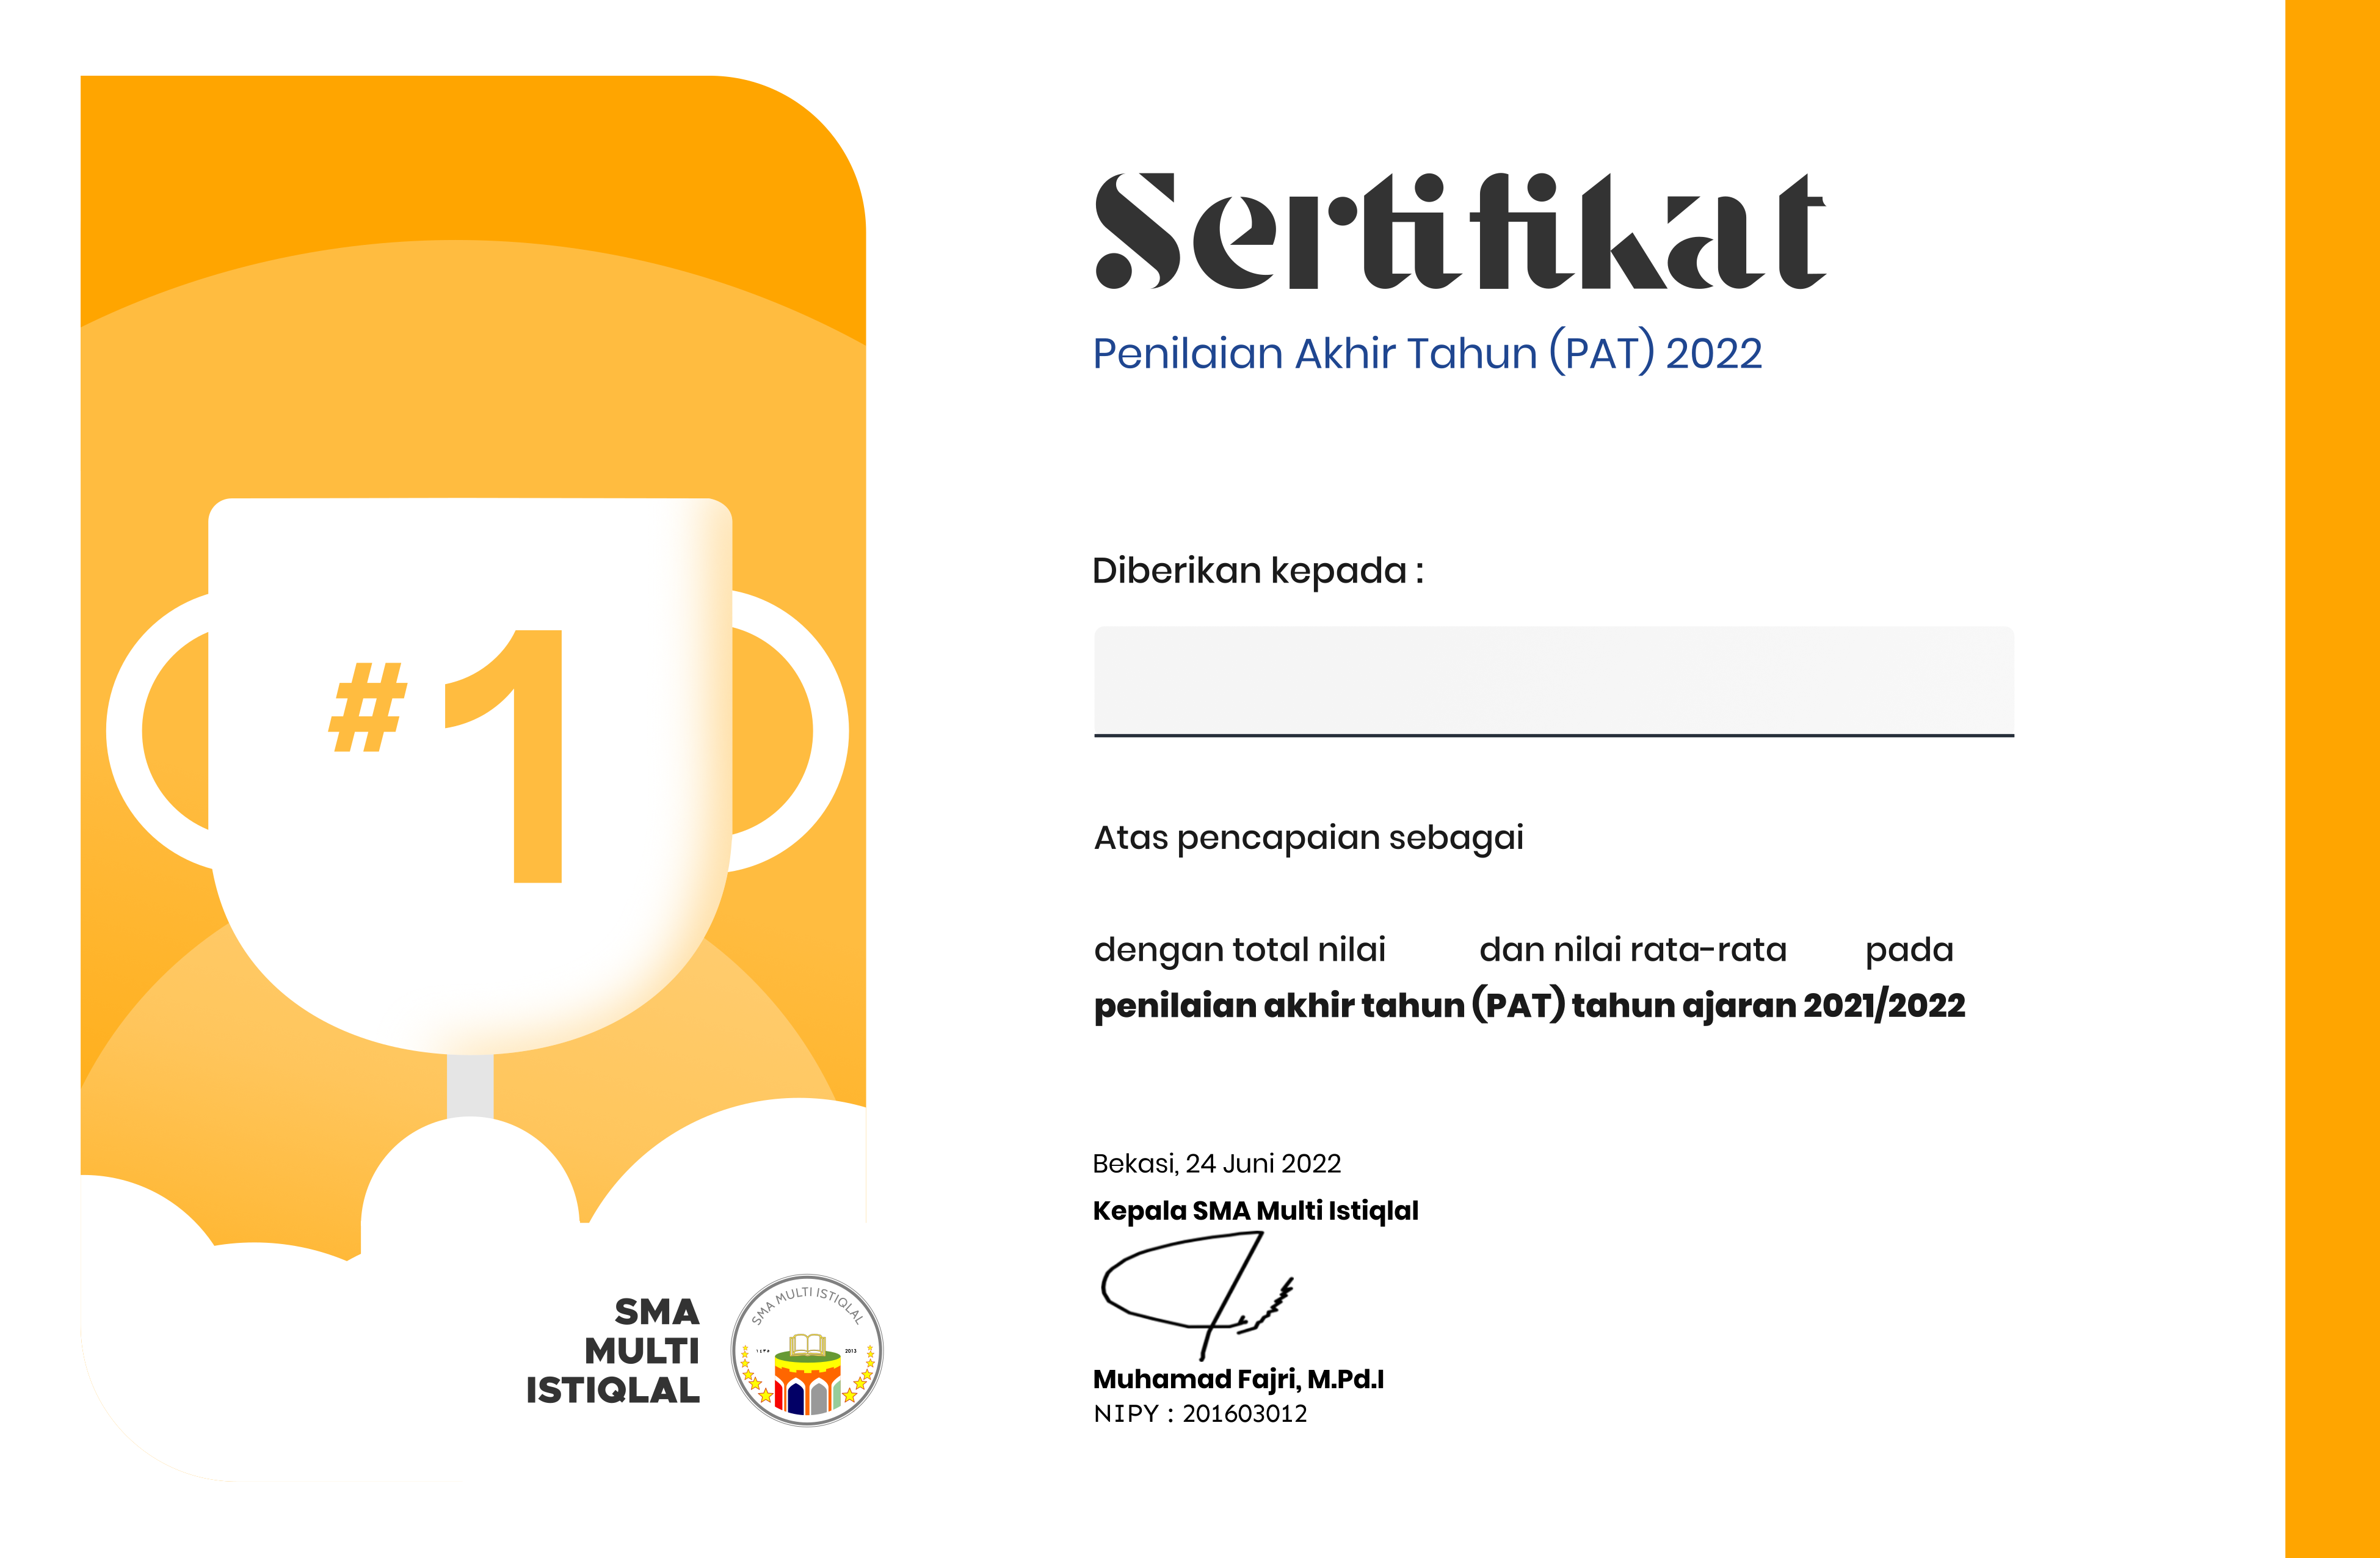 Sertifikat
Penilaian Akhir Tahun (PAT) 2022
Diberikan kepada :
Atas pencapaian sebagai
dengan total nilai dan nilai rata-rata pada
penilaian akhir tahun (PAT) tahun ajaran 2021/2022
Bekasi, 24 Juni 2022
Kepala SMA Multi Istiqlal
Muhamad Fajri, M.Pd.I
NIPY : 201603012
#1
SMA
MULTI
ISTIQLAL
SMA MULTI ISTIQLAL
2013